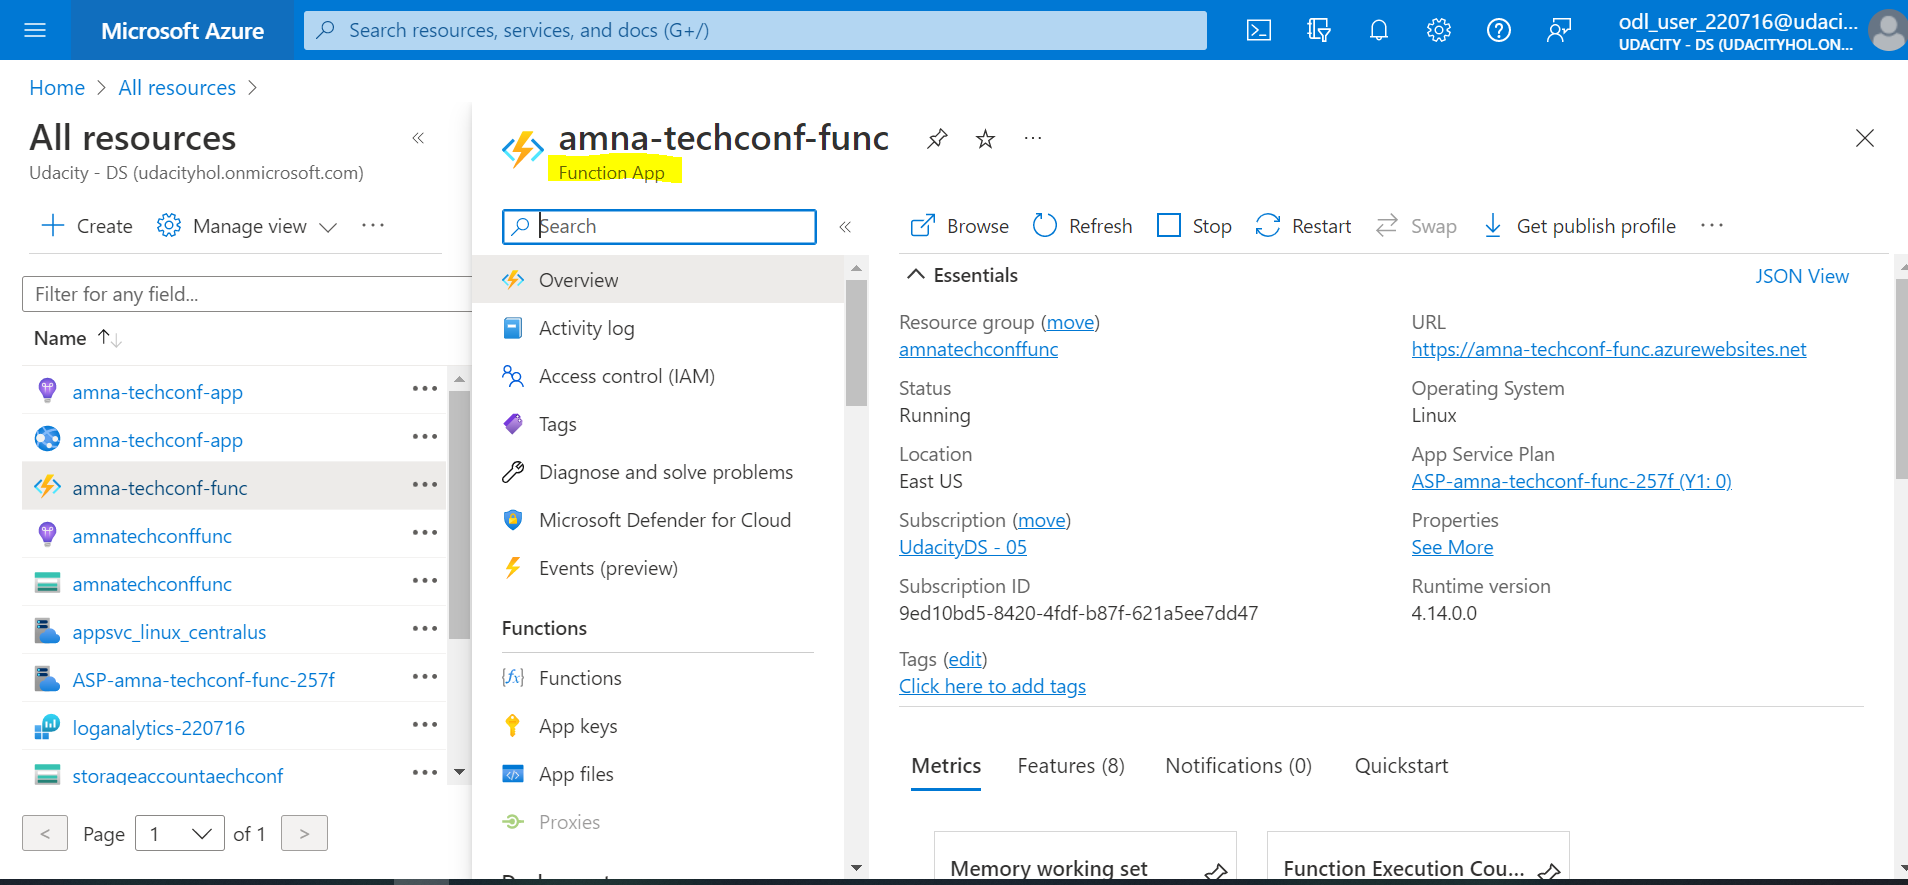 Microsoft Azure
Search resources, services, and docs (G+/)
odl_user_220716@udaci...
UDACITY - DS (UDACITYHOL.ON...
Home > All resources >
All resources
Udacity - DS (udacityhol.onmicrosoft.com)
Create
Manage view
Filter for any field...
Name
amna-techconf-app
amna-techconf-app
amna-techconf-func
amnatechconffunc
amnatechconffunc
appsvc_linux_centralus
ASP-amna-techconf-func-257f
loganalytics-220716
storageaccountaechconf
< Page 1 of 1 >
amna-techconf-func
Function App
Search
Overview
Activity log
Access control (IAM)
Tags
Diagnose and solve problems
Microsoft Defender for Cloud
Events (preview)
Functions
Functions
App keys
App files
Proxies
Browse Refresh Stop Restart Swap Get publish profile
Essentials
JSON View
Resource group (move)
amnatechconffunc
Status
Running
Location
East US
Subscription (move)
UdacityDS - 05
Subscription ID
9ed10bd5-8420-4fdf-b87f-621a5ee7dd47
Tags (edit)
Click here to add tags
URL
https://amna-techconf-func.azurewebsites.net
Operating System
Linux
App Service Plan
ASP-amna-techconf-func-257f (Y1: 0)
Properties
See More
Runtime version
4.14.0.0
Metrics Features (8) Notifications (0) Quickstart
Memory working set
Function Execution Cou...